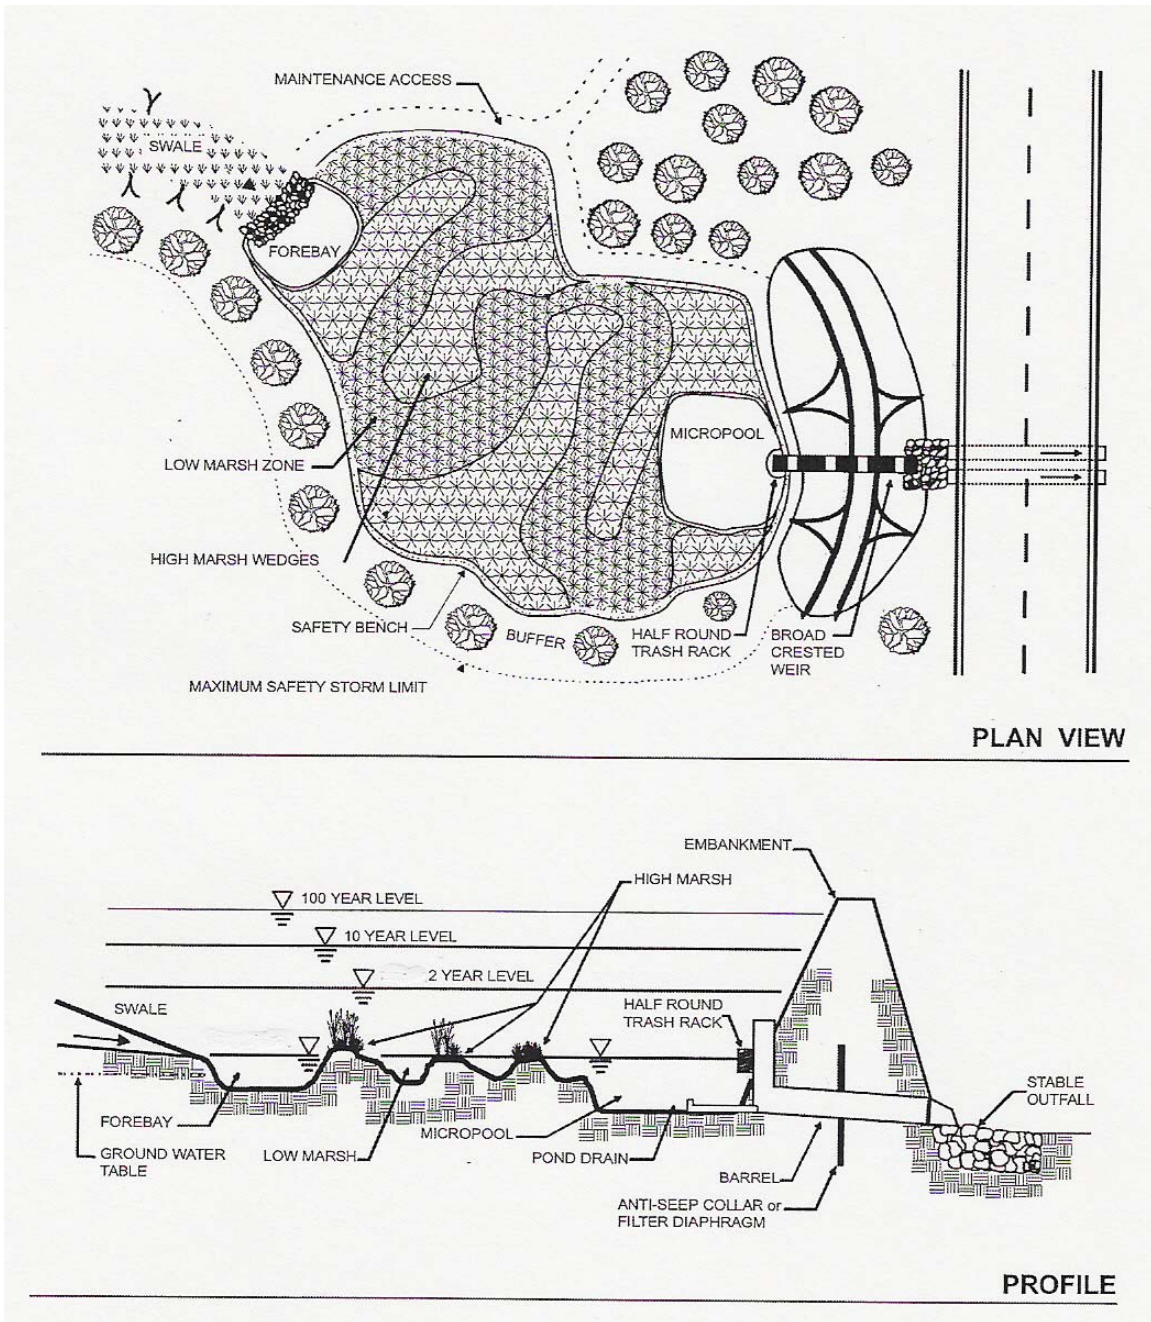 MAINTENANCE ACCESS
SWALE
FOREBAY
MICROPOOL
LOW MARSH ZONE
HIGH MARSH WEDGES
SAFETY BENCH
BUFFER
HALF ROUND
TRASH RACK
BROAD
CRESTED
WEIR
MAXIMUM SAFETY STORM LIMIT
PLAN VIEW
EMBANKMENT
HIGH MARSH
100 YEAR LEVEL
10 YEAR LEVEL
2 YEAR LEVEL
SWALE
HALF ROUND
TRASH RACK
STABLE
OUTFALL
FOREBAY
MICROPOOL
GROUND WATER
TABLE
LOW MARSH
POND DRAIN
BARREL
ANTI-SEEP COLLAR or
FILTER DIAPHRAGM
PROFILE